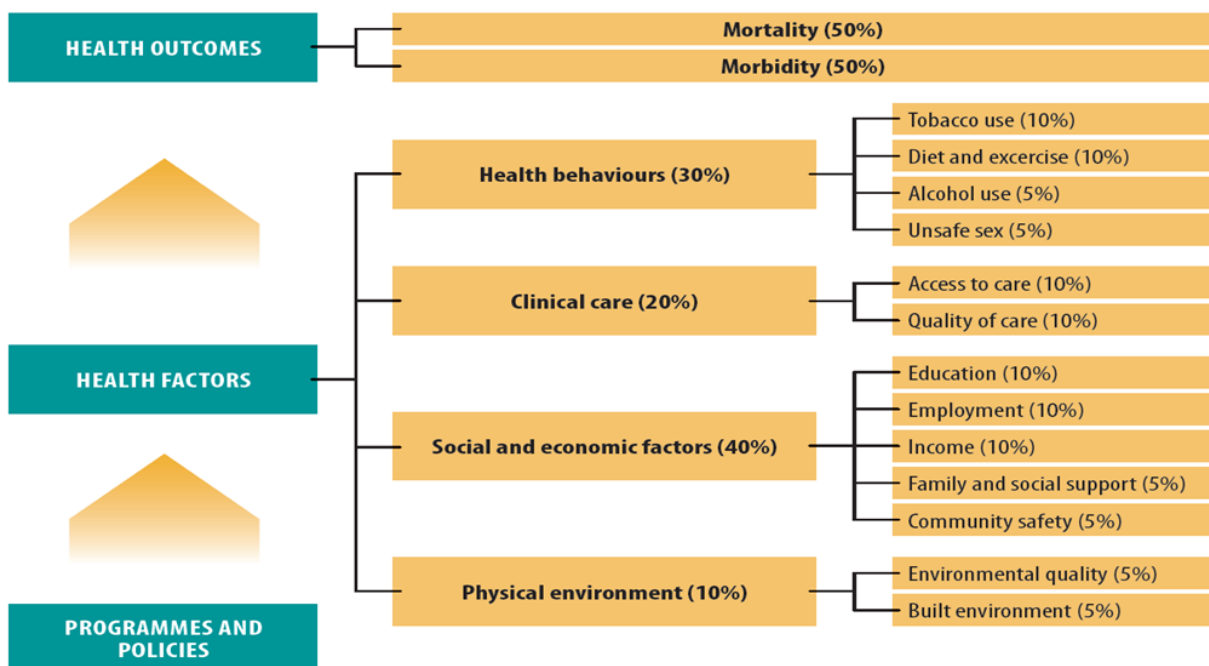 HEALTH OUTCOMES
Mortality (50%)
Morbidity (50%)
HEALTH FACTORS
Health behaviours (30%)
Tobacco use (10%)
Diet and excercise (10%)
Alcohol use (5%)
Unsafe sex (5%)
Clinical care (20%)
Access to care (10%)
Quality of care (10%)
Social and economic factors (40%)
Education (10%)
Employment (10%)
Income (10%)
Family and social support (5%)
Community safety (5%)
Physical environment (10%)
Environmental quality (5%)
Built environment (5%)
PROGRAMMES AND
POLICIES